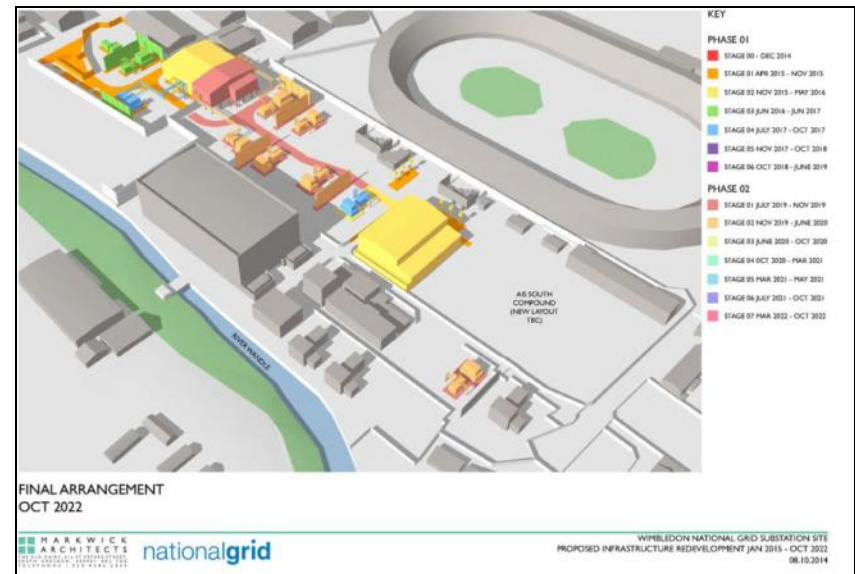 KEY
PHASE 01
STAGE 00 - DEC 2014
STAGE 01 APR 2015 - NOV 2015
STAGE 02 NOV 2015 - MAY 2016
STAGE 03 JUN 2016 - JUN 2017
STAGE 04 JULY 2017 - OCT 2017
STAGE 05 NOV 2017 - OCT 2018
STAGE 06 OCT 2018 - JUNE 2019
PHASE 02
STAGE 01 JULY 2019 - NOV 2019
STAGE 02 NOV 2019 - JUNE 2020
STAGE 03 JUNE 2020 - OCT 2020
STAGE 04 OCT 2020 - MAR 2021
STAGE 05 MAR 2021 - MAY 2021
STAGE 06 JULY 2021 - OCT 2021
STAGE 07 MAR 2022 - OCT 2022
AIS SOUTH
COMPOUND
(NEW LAYOUT
TBC)
RIVER WANDLE
FINAL ARRANGEMENT
OCT 2022
MARKWICK
ARCHITECTS
nationalgrid
WIMBLEDON NATIONAL GRID SUBSTATION SITE
PROPOSED INFRASTRUCTURE REDEVELOPMENT JAN 2015 - OCT 2022
08.10.2014